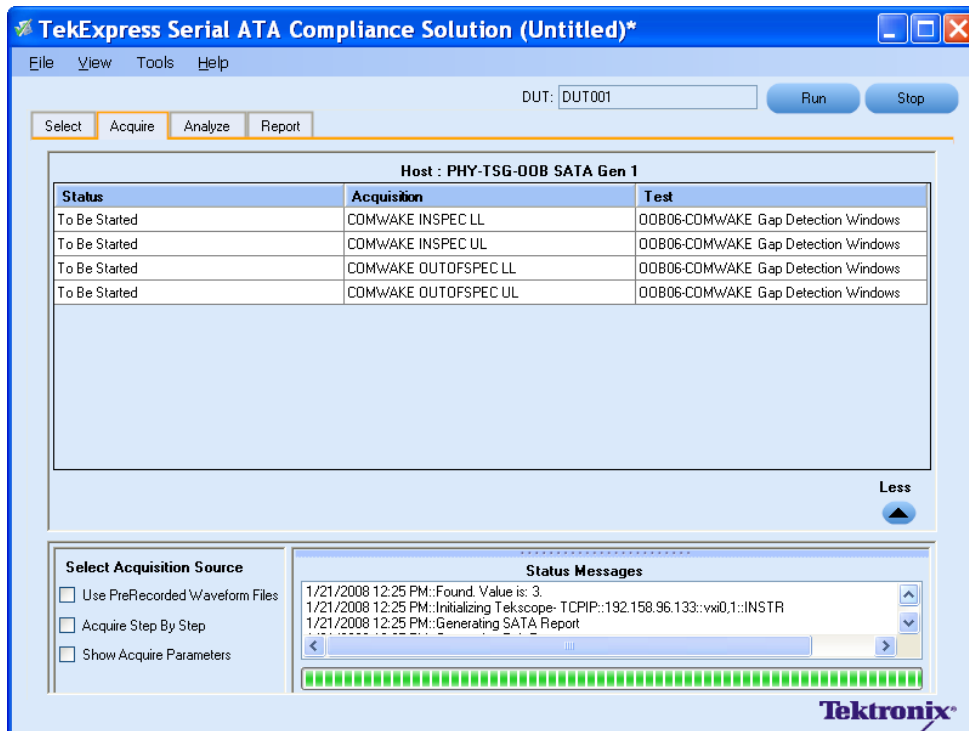 TekExpress Serial ATA Compliance Solution (Untitled)*
File View Tools Help
DUT: DUT001 Run Stop
Select Acquire Analyze Report
Host : PHY-TSG-OOB SATA Gen 1
Status Acquisition Test
To Be Started COMWAKE INSPEC LL OOB06-COMWAKE Gap Detection Windows
To Be Started COMWAKE INSPEC UL OOB06-COMWAKE Gap Detection Windows
To Be Started COMWAKE OUTOFSPEC LL OOB06-COMWAKE Gap Detection Windows
To Be Started COMWAKE OUTOFSPEC UL OOB06-COMWAKE Gap Detection Windows
Less
Select Acquisition Source
Use PreRecorded Waveform Files
Acquire Step By Step
Show Acquire Parameters
Status Messages
1/21/2008 12:25 PM::Found. Value is: 3.
1/21/2008 12:25 PM::Initializing Tekscope- TCPIP::192.158.96.133::vxi0,1::INSTR
1/21/2008 12:25 PM::Generating SATA Report
Tektronix